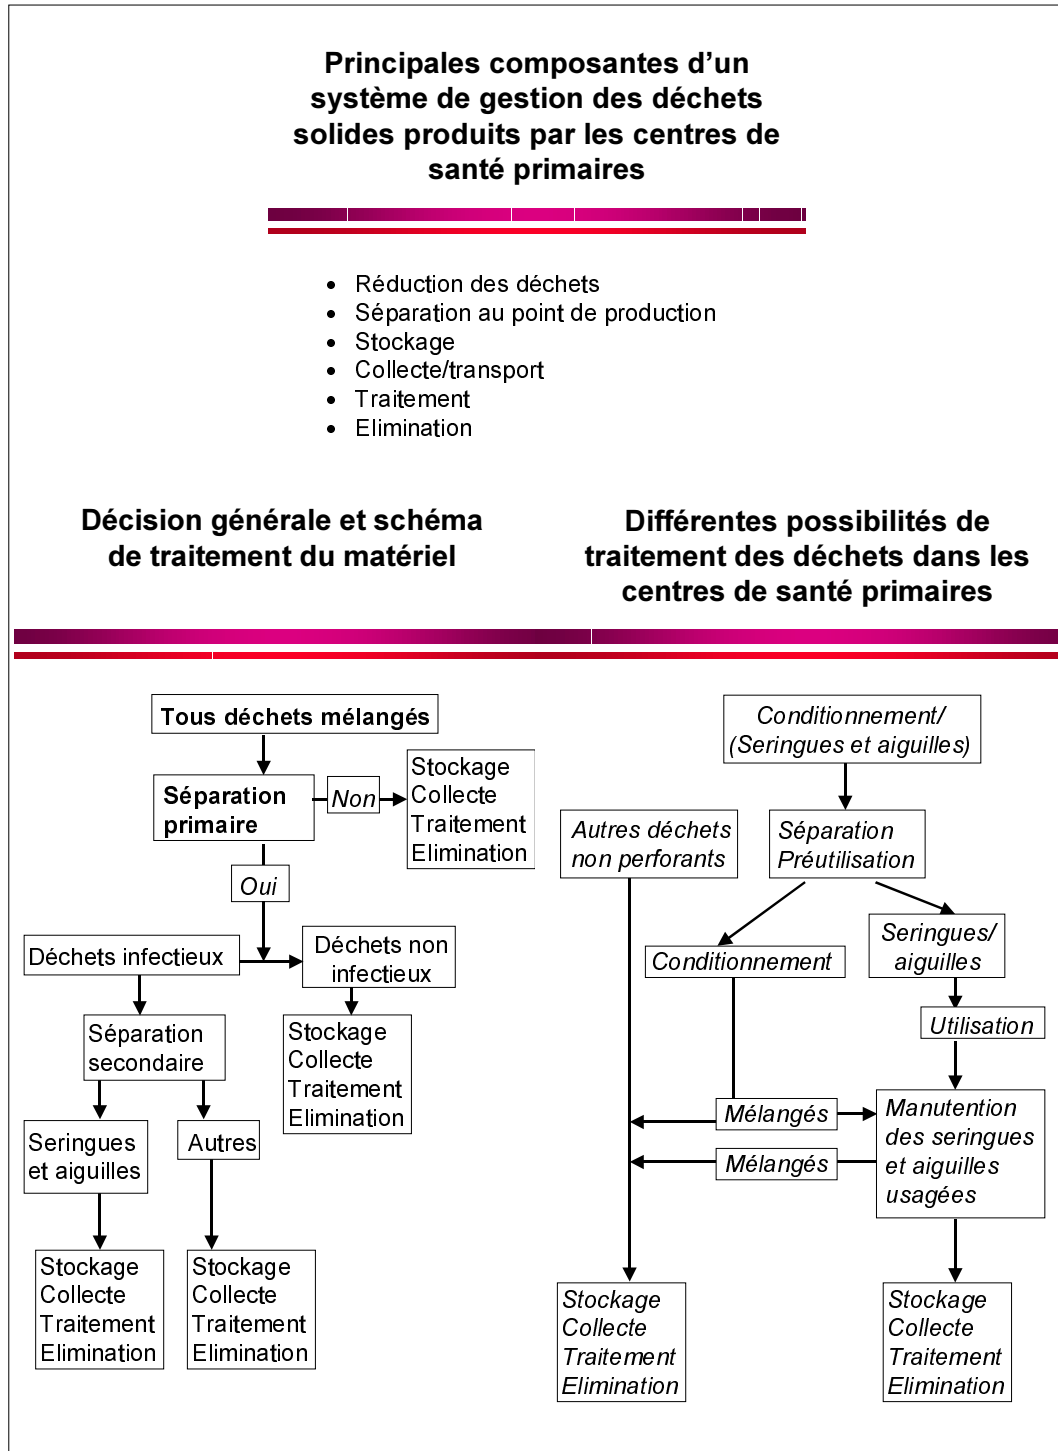 Principales composantes d’un
système de gestion des déchets
solides produits par les centres de
santé primaires
• Réduction des déchets
• Séparation au point de production
• Stockage
• Collecte/transport
• Traitement
• Elimination
Décision générale et schéma
de traitement du matériel
Différentes possibilités de
traitement des déchets dans les
centres de santé primaires
Tous déchets mélangés
Séparation
primaire
Non
Stockage
Collecte
Traitement
Elimination
Oui
Déchets infectieux
Déchets non
infectieux
Séparation
secondaire
Stockage
Collecte
Traitement
Elimination
Seringues
et aiguilles
Autres
Stockage
Collecte
Traitement
Elimination
Stockage
Collecte
Traitement
Elimination
Conditionnement/
(Seringues et aiguilles)
Autres déchets
non perforants
Séparation
Préutilisation
Conditionnement
Seringues/
aiguilles
Utilisation
Mélangés
Mélangés
Manutention
des seringues
et aiguilles
usagées
Stockage
Collecte
Traitement
Elimination
Stockage
Collecte
Traitement
Elimination